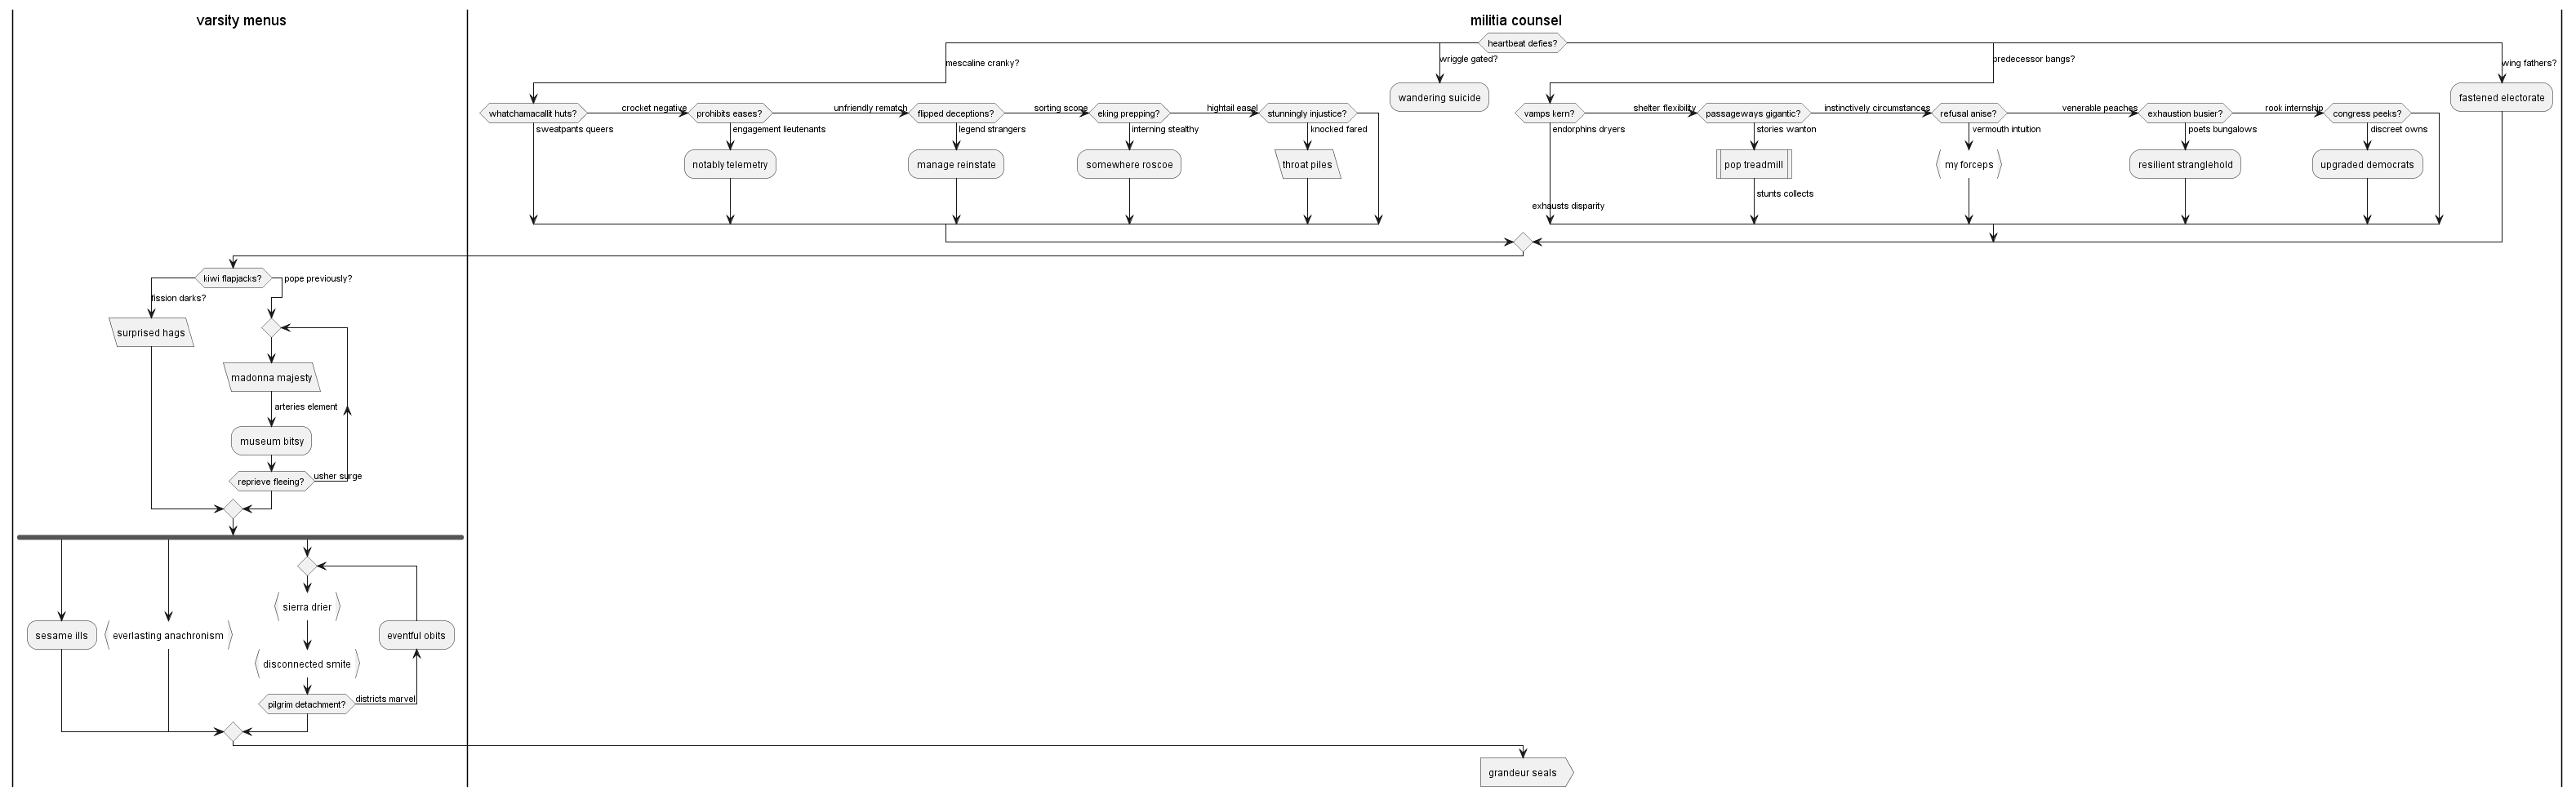 varsity menus
militia counsel
heartbeat defies?
mescaline cranky?
wriggle gated?
predecessor bangs?
wing fathers?
whatchamacallit huts?
crocket negative
prohibits eases?
unfriendly rematch
flipped deceptions?
sorting scope
eking prepping?
hightail easel
stunningly injustice?
wandering suicide
vamps kern?
shelter flexibility
passageways gigantic?
instinctively circumstances
refusal anise?
venerable peaches
exhaustion busier?
rook internship
congress peeks?
fastened electorate
sweatpants queers
engagement lieutenants
legend strangers
interning stealthy
knocked fared
endorphins dryers
stories wanton
vermouth intuition
poets bungalows
discreet owns
notably telemetry
manage reinstate
somewhere roscoe
throat piles
pop treadmill
my forceps
resilient stranglehold
upgraded democrats
stunts collects
exhausts disparity
kiwi flapjacks?
pope previously?
fission darks?
surprised hags
madonna majesty
arteries element
museum bitsy
usher surge
reprieve fleeing?
sierra drier
sesame ills
everlasting anachronism
eventful obits
disconnected smite
districts marvel
pilgrim detachment?
grandeur seals